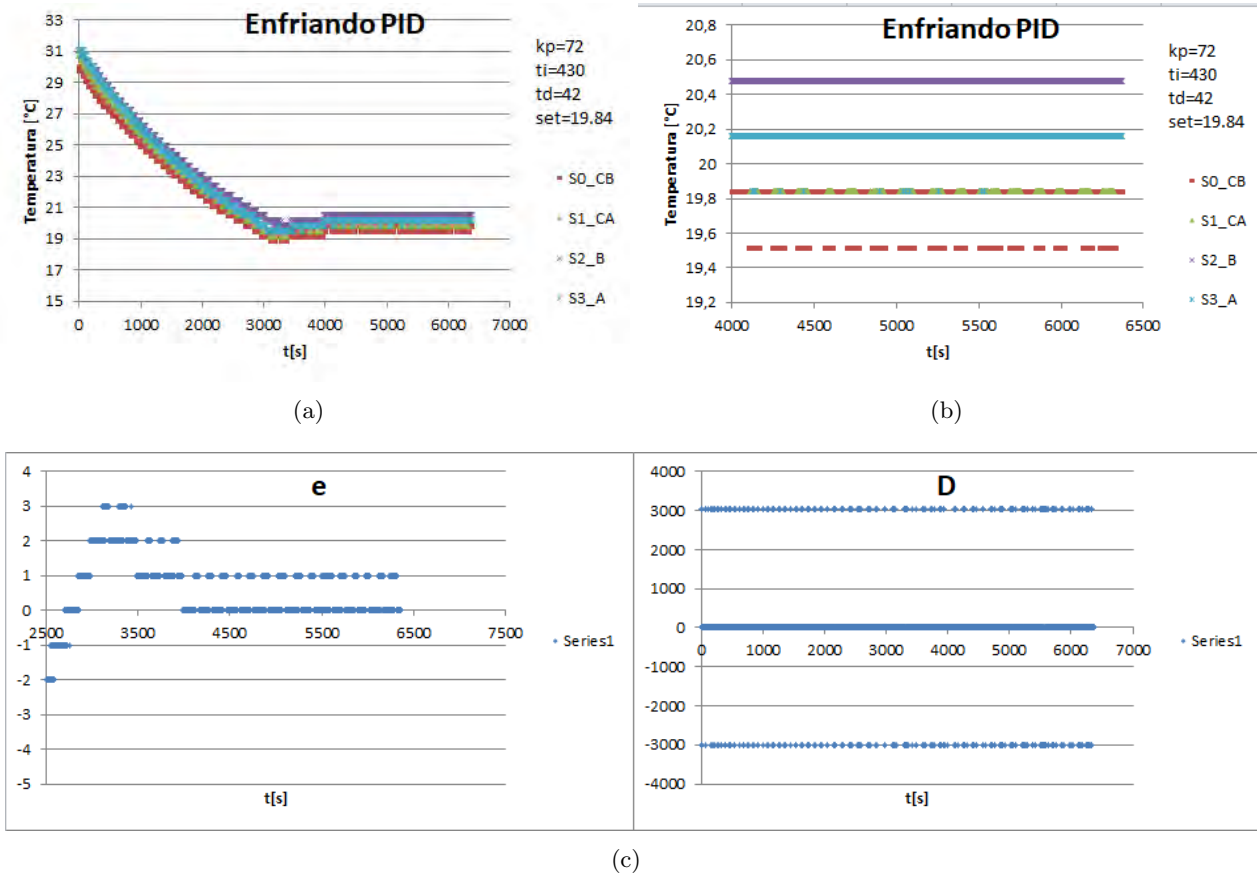 Enfriando PID
33
31
29
27
25
23
21
19
17
15
Temperatura [°C]
0 1000 2000 3000 4000 5000 6000 7000
t[s]
kp=72
ti=430
td=42
set=19.84
S0_CB
S1_CA
S2_B
S3_A
(a)
Enfriando PID
20,8
20,6
20,4
20,2
20
19,8
19,6
19,4
19,2
Temperatura [°C]
4000 4500 5000 5500 6000 6500
t[s]
kp=72
ti=430
td=42
set=19.84
S0_CB
S1_CA
S2_B
S3_A
(b)
e
4
3
2
1
0
-1
-2
-3
-4
-5
2500 3500 4500 5500 6500 7500
t[s]
Series1
D
4000
3000
2000
1000
0
-1000
-2000
-3000
-4000
0 1000 2000 3000 4000 5000 6000 7000
t[s]
Series1
(c)